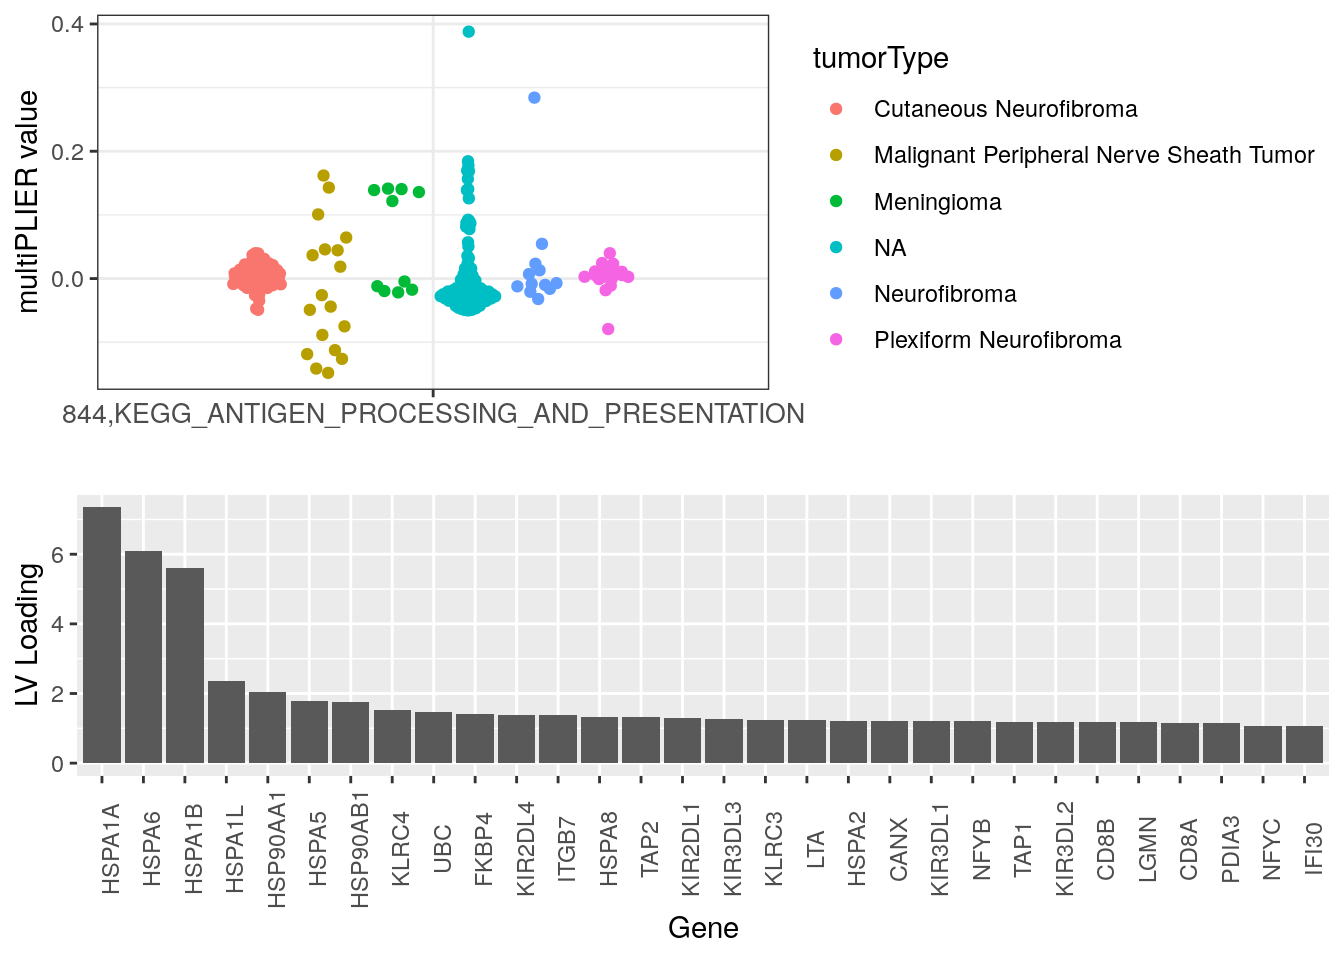 multiPLIER value
0.4
0.2
0.0
844,KEGG_ANTIGEN_PROCESSING_AND_PRESENTATION
tumorType
Cutaneous Neurofibroma
Malignant Peripheral Nerve Sheath Tumor
Meningioma
NA
Neurofibroma
Plexiform Neurofibroma
LV Loading
6
4
2
0
HSPA1A
HSPA6
HSPA1B
HSPA1L
HSP90AA1
HSPA5
HSP90AB1
KLRC4
UBC
FKBP4
KIR2DL4
ITGB7
HSPA8
TAP2
KIR2DL1
KIR3DL3
KLRC3
LTA
HSPA2
CANX
KIR3DL1
NFYB
TAP1
KIR3DL2
CD8B
LGMN
CD8A
PDIA3
NFYC
IFI30
Gene